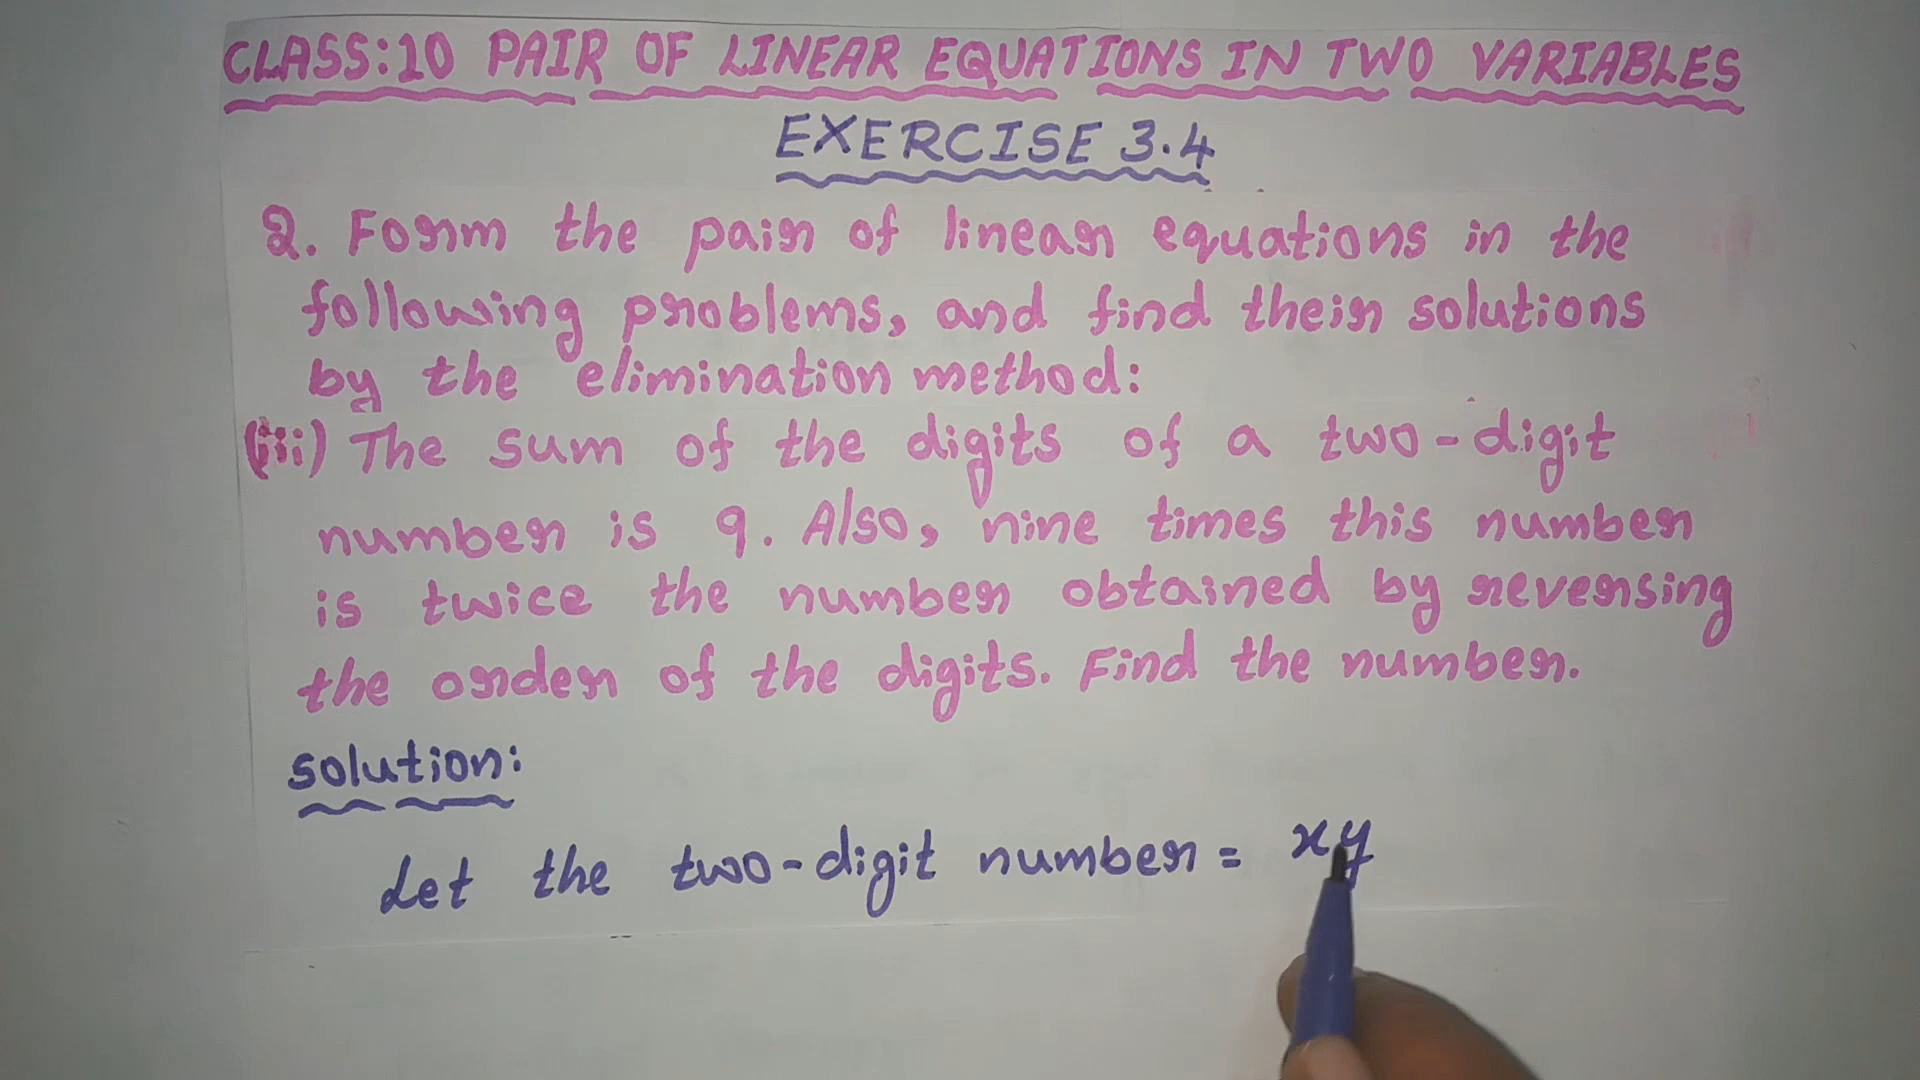 CLASS:10 PAIR OF LINEAR EQUATIONS IN TWO VARIABLES
EXERCISE 3.4
2. Form the pair of linear equations in the
following problems, and find their solutions
by the elimination method:
(iii) The sum of the digits of a two-digit
number is 9. Also, nine times this number
is twice the number obtained by reversing
the order of the digits. Find the number.
Solution:
Let the two-digit number = xy